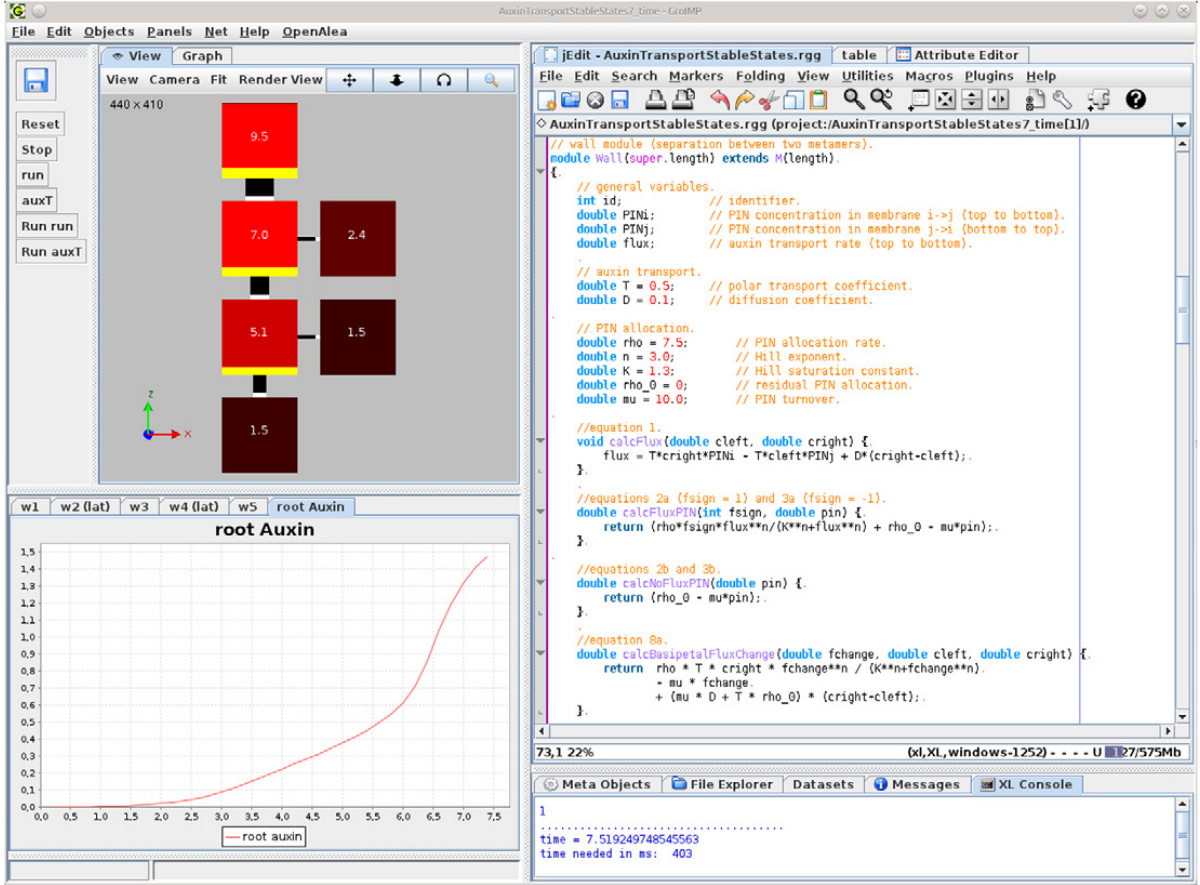 AuxinTransportStableStates7_time - GroIMP
File Edit Objects Panels Net Help OpenAlea
View Graph
View Camera Fit Render View
440 × 410
Reset
Stop
run
auxT
Run run
Run auxT
9.5
7.0
2.4
5.1
1.5
1.5
z
x
w1 w2 (lat) w3 w4 (lat) w5 root Auxin
root Auxin
1,5
1,4
1,3
1,2
1,1
1,0
0,9
0,8
0,7
0,6
0,5
0,4
0,3
0,2
0,1
0,0
0,0 0,5 1,0 1,5 2,0 2,5 3,0 3,5 4,0 4,5 5,0 5,5 6,0 6,5 7,0 7,5
root auxin
jEdit - AuxinTransportStableStates.rgg table Attribute Editor
File Edit Search Markers Folding View Utilities Macros Plugins Help
AuxinTransportStableStates.rgg (project:/AuxinTransportStableStates7_time[1]/)
// wall module (separation between two metamers).
module Wall(super.length) extends M(length).
{.
// general variables.
int id; // identifier.
double PINi; // PIN concentration in membrane i->j (top to bottom).
double PINj; // PIN concentration in membrane j->i (bottom to top).
double flux; // auxin transport rate (top to bottom).
.
// auxin transport.
double T = 0.5; // polar transport coefficient.
double D = 0.1; // diffusion coefficient.
.
// PIN allocation.
double rho = 7.5; // PIN allocation rate.
double n = 3.0; // Hill exponent.
double K = 1.3; // Hill saturation constant.
double rho_0 = 0; // residual PIN allocation.
double mu = 10.0; // PIN turnover.
.
//equation 1.
void calcFlux(double cleft, double cright) {.
flux = T*cright*PINi - T*cleft*PINj + D*(cright-cleft);.
}.
.
//equations 2a (fsign = 1) and 3a (fsign = -1).
double calcFluxPIN(int fsign, double pin) {.
return (rho*fsign*flux**n/(K**n+flux**n) + rho_0 - mu*pin);.
}.
.
//equations 2b and 3b.
double calcNoFluxPIN(double pin) {.
return (rho_0 - mu*pin);.
}.
.
//equation 8a.
double calcBasipetalFluxChange(double fchange, double cleft, double cright) {.
return rho * T * cright * fchange**n / (K**n+fchange**n).
- mu * fchange.
+ (mu * D + T * rho_0) * (cright-cleft);.
}.
73,1 22% (xl,XL,windows-1252) - - - - U 127/575Mb
Meta Objects File Explorer Datasets Messages XL Console
1
....................................
time = 7.519249748545563
time needed in ms: 403